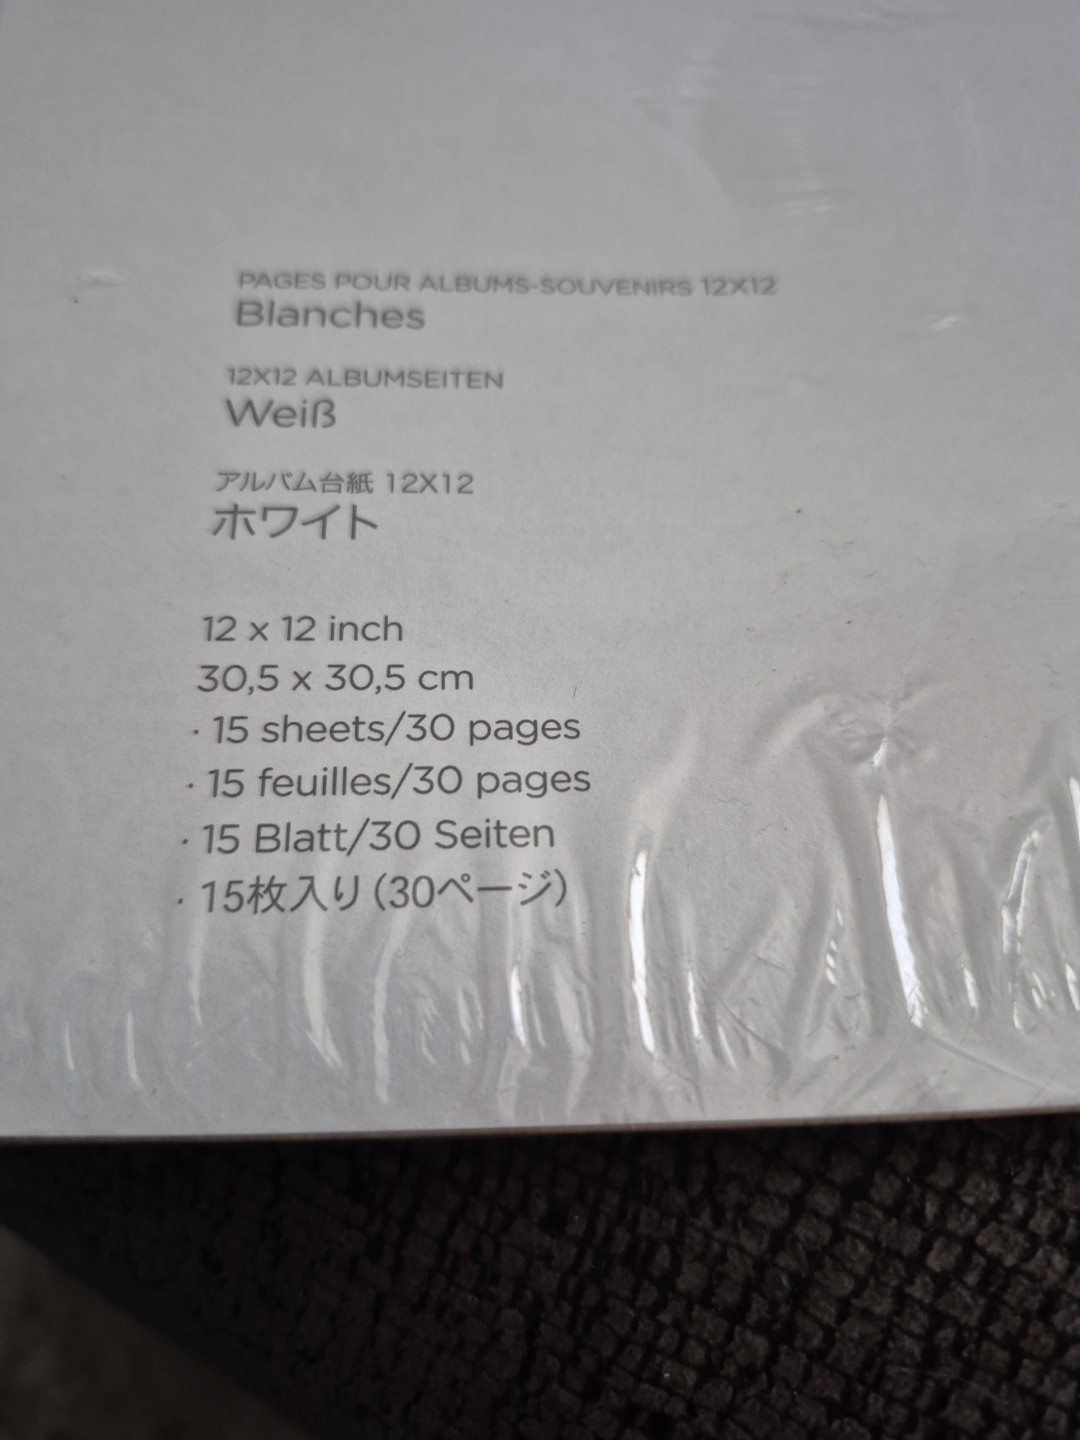 PAGES POUR ALBUMS-SOUVENIRS 12X12
Blanches
12X12 ALBUMSEITEN
Weiß
アルバム台紙 12X12
ホワイト
12 x 12 inch
30,5 x 30,5 cm
· 15 sheets/30 pages
· 15 feuilles/30 pages
· 15 Blatt/30 Seiten
· 15枚入り(30ページ)